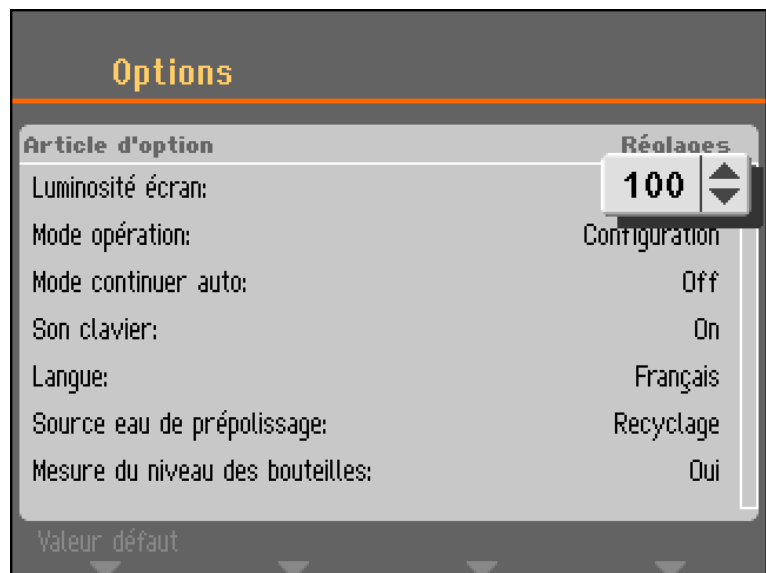 Options
Article d'option Réglages
Luminosité écran: 100
Mode opération: Configuration
Mode continuer auto: Off
Son clavier: On
Langue: Français
Source eau de prépolissage: Recyclage
Mesure du niveau des bouteilles: Oui
Valeur défaut